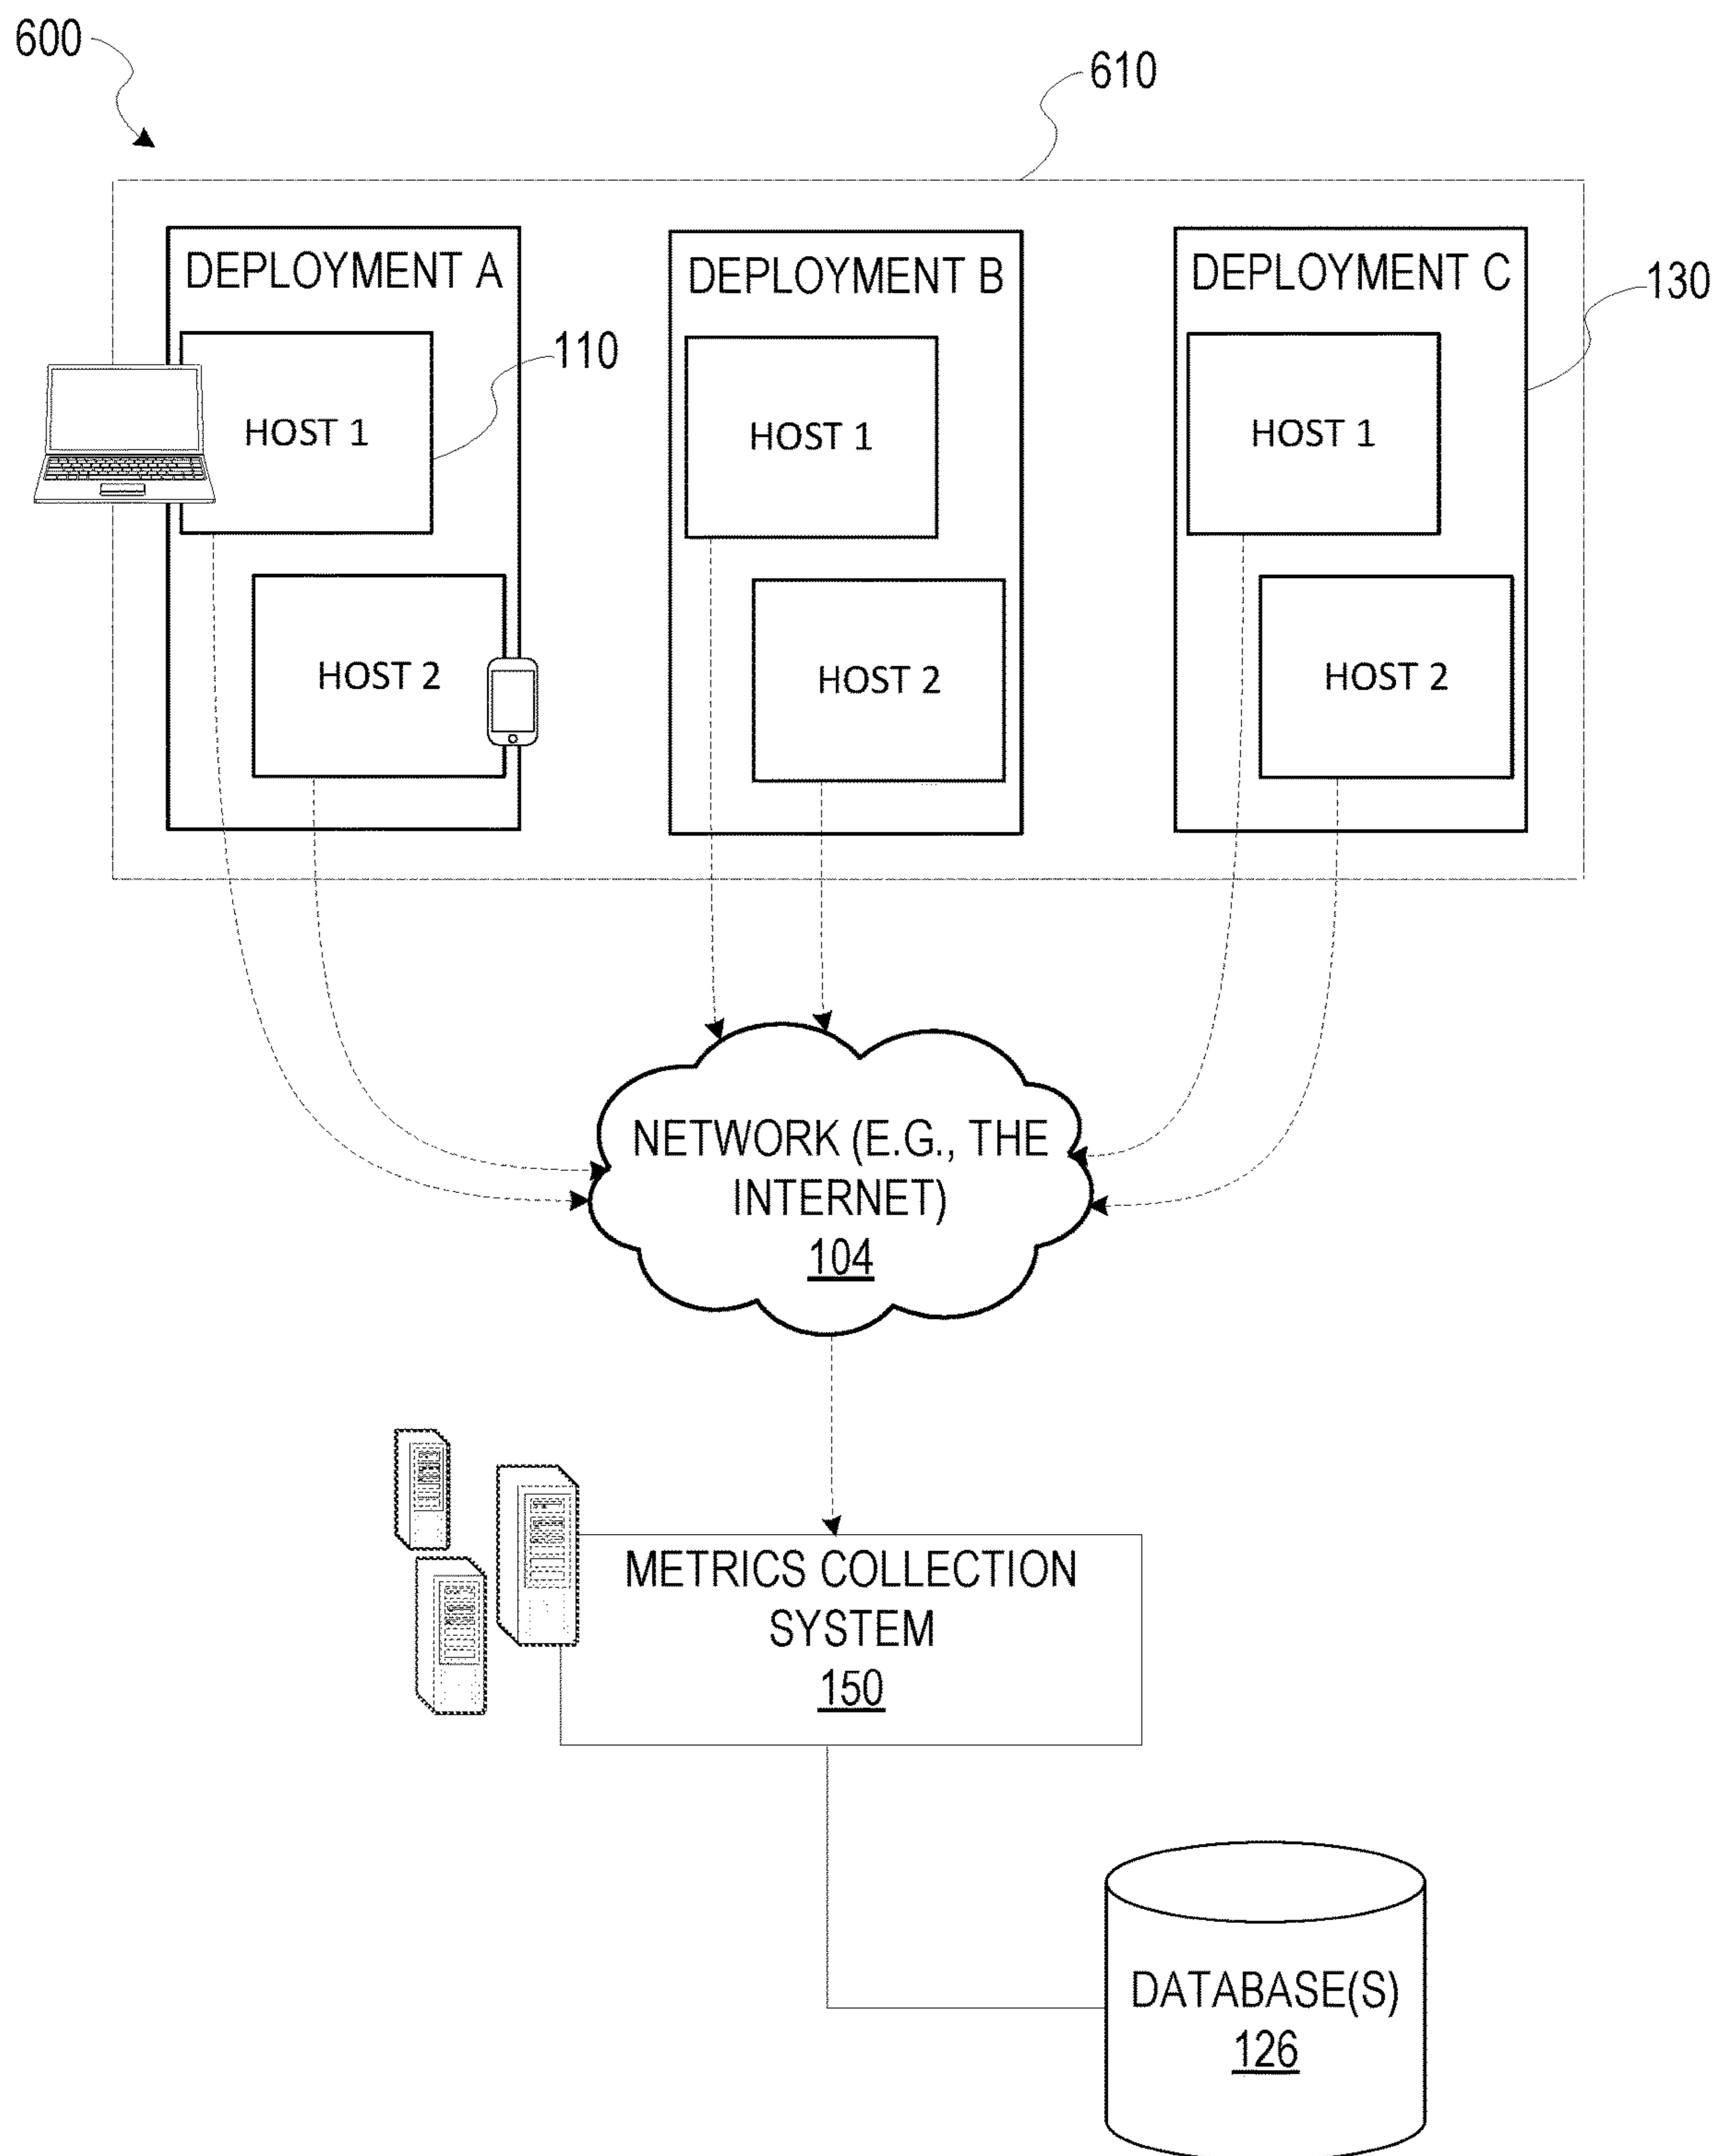 600
610
DEPLOYMENT A
DEPLOYMENT B
DEPLOYMENT C
130
110
HOST 1
HOST 1
HOST 1
HOST 2
HOST 2
HOST 2
NETWORK (E.G., THE
INTERNET)
104
METRICS COLLECTION
SYSTEM
150
DATABASE(S)
126